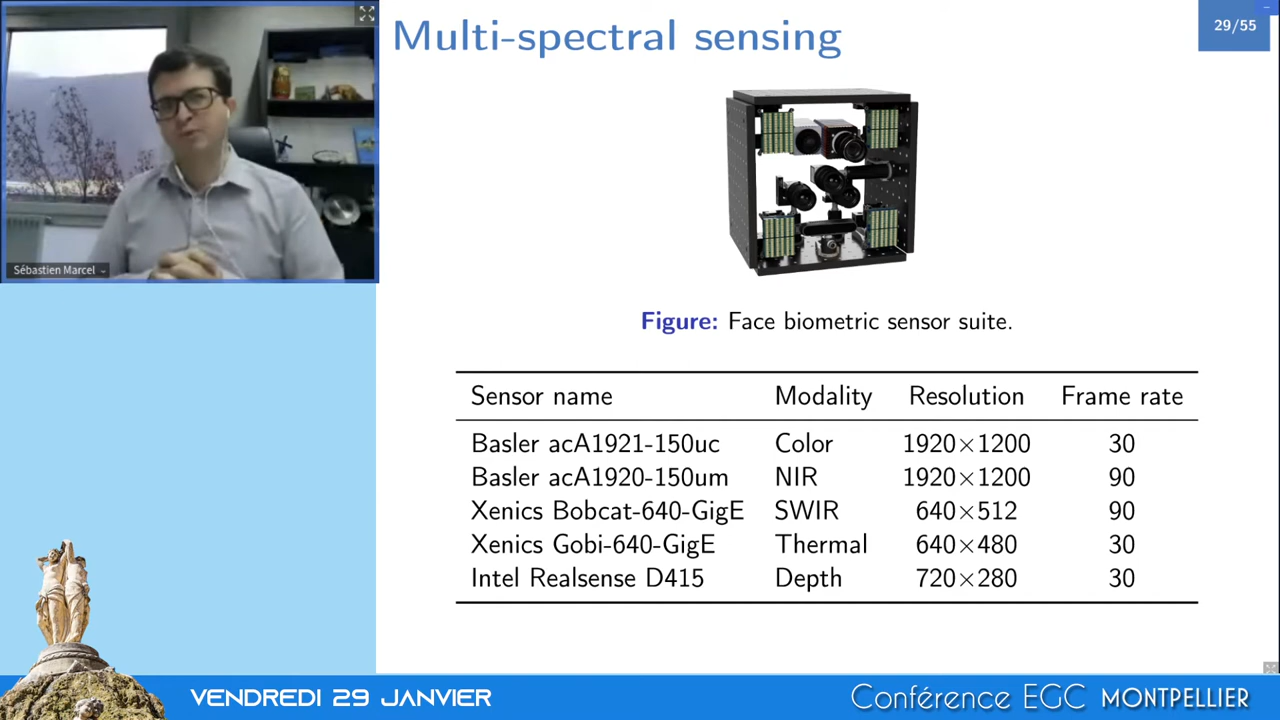 Multi-spectral sensing
29/55
Sébastien Marcel
Figure: Face biometric sensor suite.
Sensor name Modality Resolution Frame rate
Basler acA1921-150uc Color 1920×1200 30
Basler acA1920-150um NIR 1920×1200 90
Xenics Bobcat-640-GigE SWIR 640×512 90
Xenics Gobi-640-GigE Thermal 640×480 30
Intel Realsense D415 Depth 720×280 30
VENDREDI 29 JANVIER
Conférence EGC MONTPELLIER